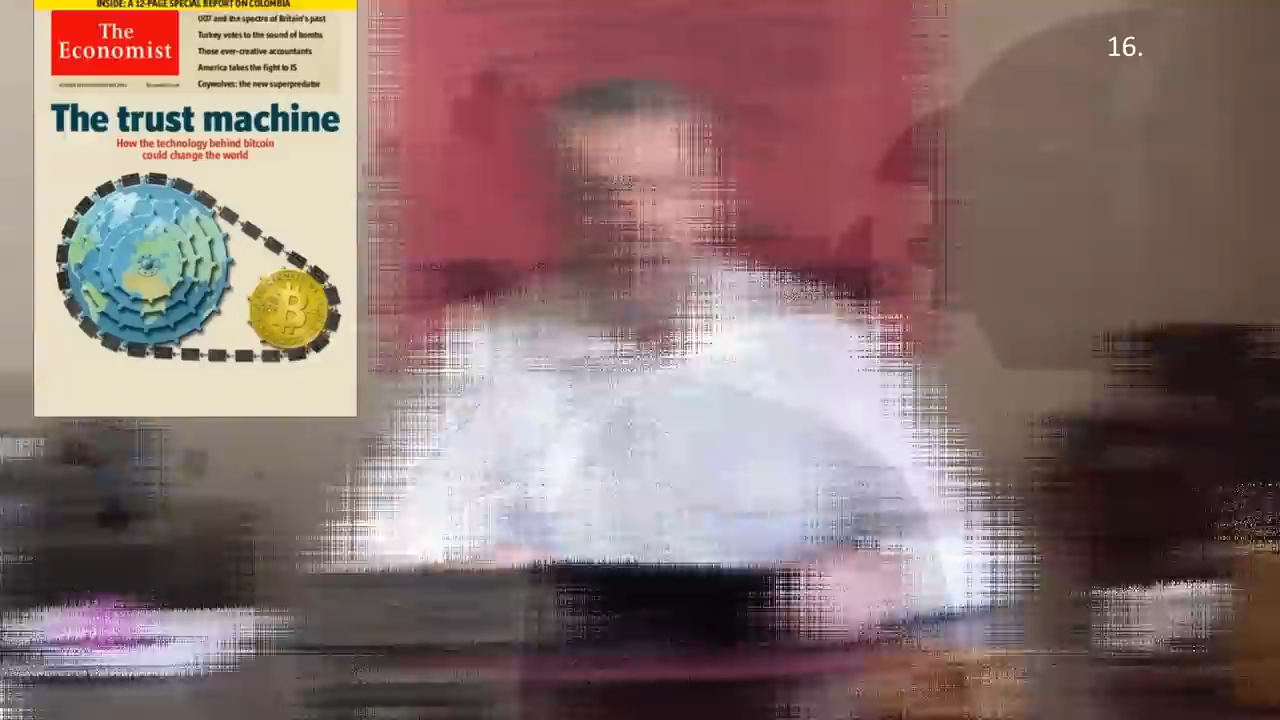 INSIDE: A 12-PAGE SPECIAL REPORT ON COLOMBIA
The
Economist
007 and the spectre of Britain's past
Turkey votes to the sound of bombs
Those ever-creative accountants
America takes the fight to IS
Coywolves: the new superpredator
The trust machine
How the technology behind bitcoin
could change the world
B
16.